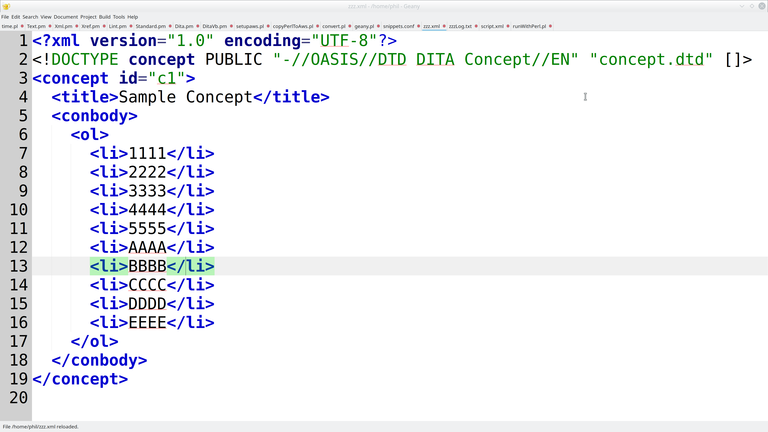 zzz.xml - /home/phil - Geany
File Edit Search View Document Project Build Tools Help
time.pl Text.pm Xml.pm Xref.pm Lint.pm Standard.pm Dita.pm DitaVb.pm setupaws.pl copyPerlToAws.pl convert.pl geany.pl snippets.conf zzz.xml zzzLog.txt script.xml runWithPerl.pl
1 <?xml version="1.0" encoding="UTF-8"?>
2 <!DOCTYPE concept PUBLIC "-//OASIS//DTD DITA Concept//EN" "concept.dtd" []>
3 <concept id="c1">
4 <title>Sample Concept</title>
5 <conbody>
6 <ol>
7 <li>1111</li>
8 <li>2222</li>
9 <li>3333</li>
10 <li>4444</li>
11 <li>5555</li>
12 <li>AAAA</li>
13 <li>BBBB</li>
14 <li>CCCC</li>
15 <li>DDDD</li>
16 <li>EEEE</li>
17 </ol>
18 </conbody>
19 </concept>
20
File /home/phil/zzz.xml reloaded.